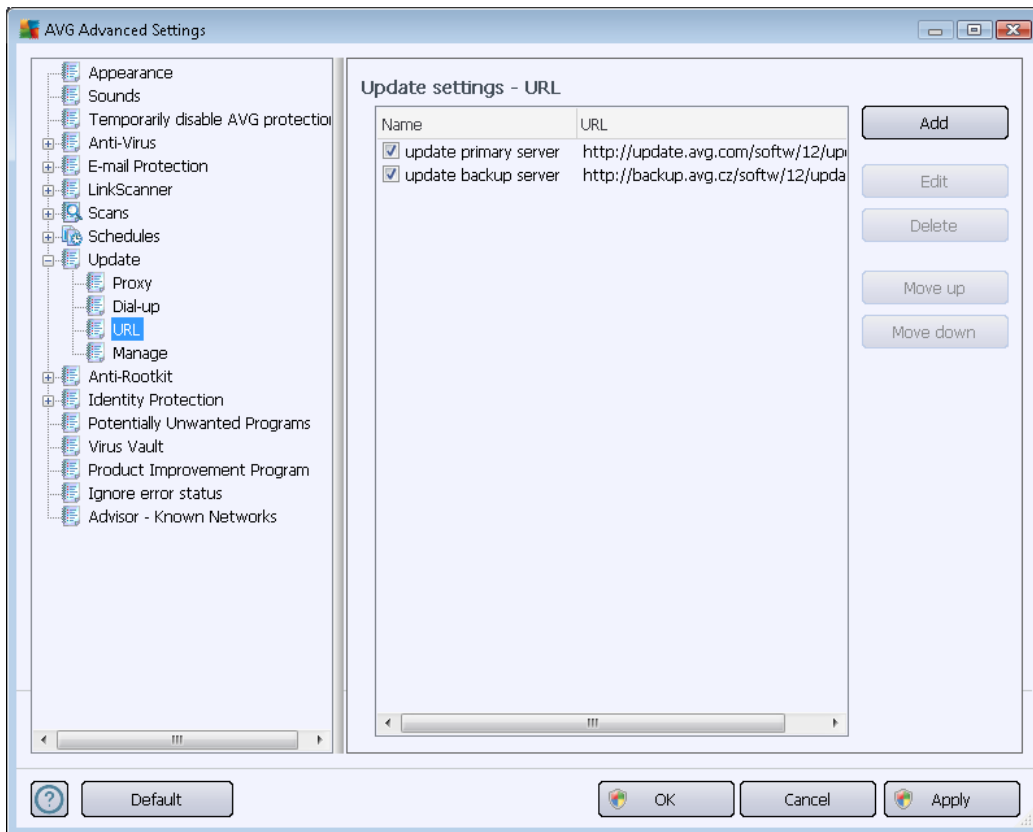 AVG Advanced Settings
Appearance
Sounds
Temporarily disable AVG protection
Anti-Virus
E-mail Protection
LinkScanner
Scans
Schedules
Update
Proxy
Dial-up
URL
Manage
Anti-Rootkit
Identity Protection
Potentially Unwanted Programs
Virus Vault
Product Improvement Program
Ignore error status
Advisor - Known Networks
Update settings - URL
Name URL
update primary server http://update.avg.com/softw/12/up
update backup server http://backup.avg.cz/softw/12/upda
Add
Edit
Delete
Move up
Move down
Default
OK
Cancel
Apply